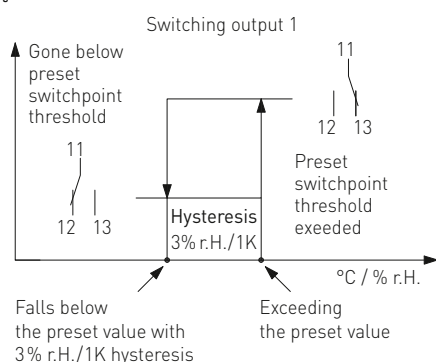 Switching output 1
Gone below
preset
switchpoint
threshold
11
12 13
11
12 13
Preset
switchpoint
threshold
exeeded
Hysteresis
3% r.H./1K
°C / % r.H.
Falls below
the preset value with
3% r.H./1K hysteresis
Exceeding
the preset value